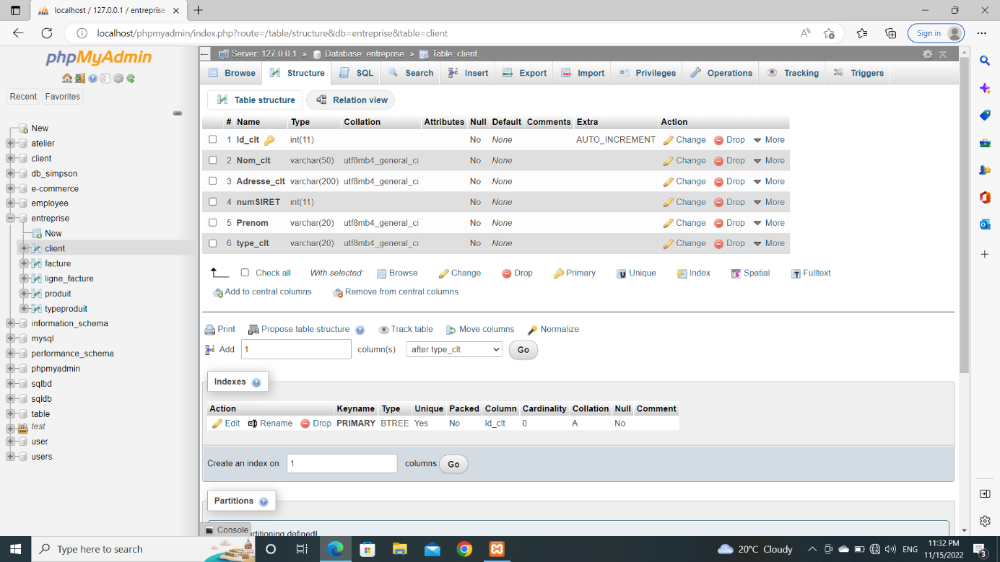 localhost / 127.0.0.1 / entreprise
localhost/phpmyadmin/index.php?route=/table/structure&db=entreprise&table=client
Sign in
phpMyAdmin
Recent Favorites
New
atelier
client
db_simpson
e-commerce
employee
entreprise
New
client
facture
ligne_facture
produit
typeproduit
information_schema
mysql
performance_schema
phpmyadmin
sqlbd
sqldb
table
test
user
users
Server: 127.0.0.1 » Database: entreprise » Table: client
Browse Structure SQL Search Insert Export Import Privileges Operations Tracking Triggers
Table structure Relation view
# Name Type Collation Attributes Null Default Comments Extra Action
1 Id_clt int(11) No None AUTO_INCREMENT Change Drop More
2 Nom_clt varchar(50) utf8mb4_general_ci No None Change Drop More
3 Adresse_clt varchar(200) utf8mb4_general_ci No None Change Drop More
4 numSIRET int(11) No None Change Drop More
5 Prenom varchar(20) utf8mb4_general_ci No None Change Drop More
6 type_clt varchar(20) utf8mb4_general_ci No None Change Drop More
Check all With selected: Browse Change Drop Primary Unique Index Spatial Fulltext
Add to central columns Remove from central columns
Print Propose table structure Track table Move columns Normalize
Add 1 column(s) after type_clt Go
Indexes
Action Keyname Type Unique Packed Column Cardinality Collation Null Comment
Edit Rename Drop PRIMARY BTREE Yes No Id_clt 0 A No
Create an index on 1 columns Go
Partitions
Console
rtitioning defined!
Type here to search
20°C Cloudy
ENG
11:32 PM
11/15/2022
3